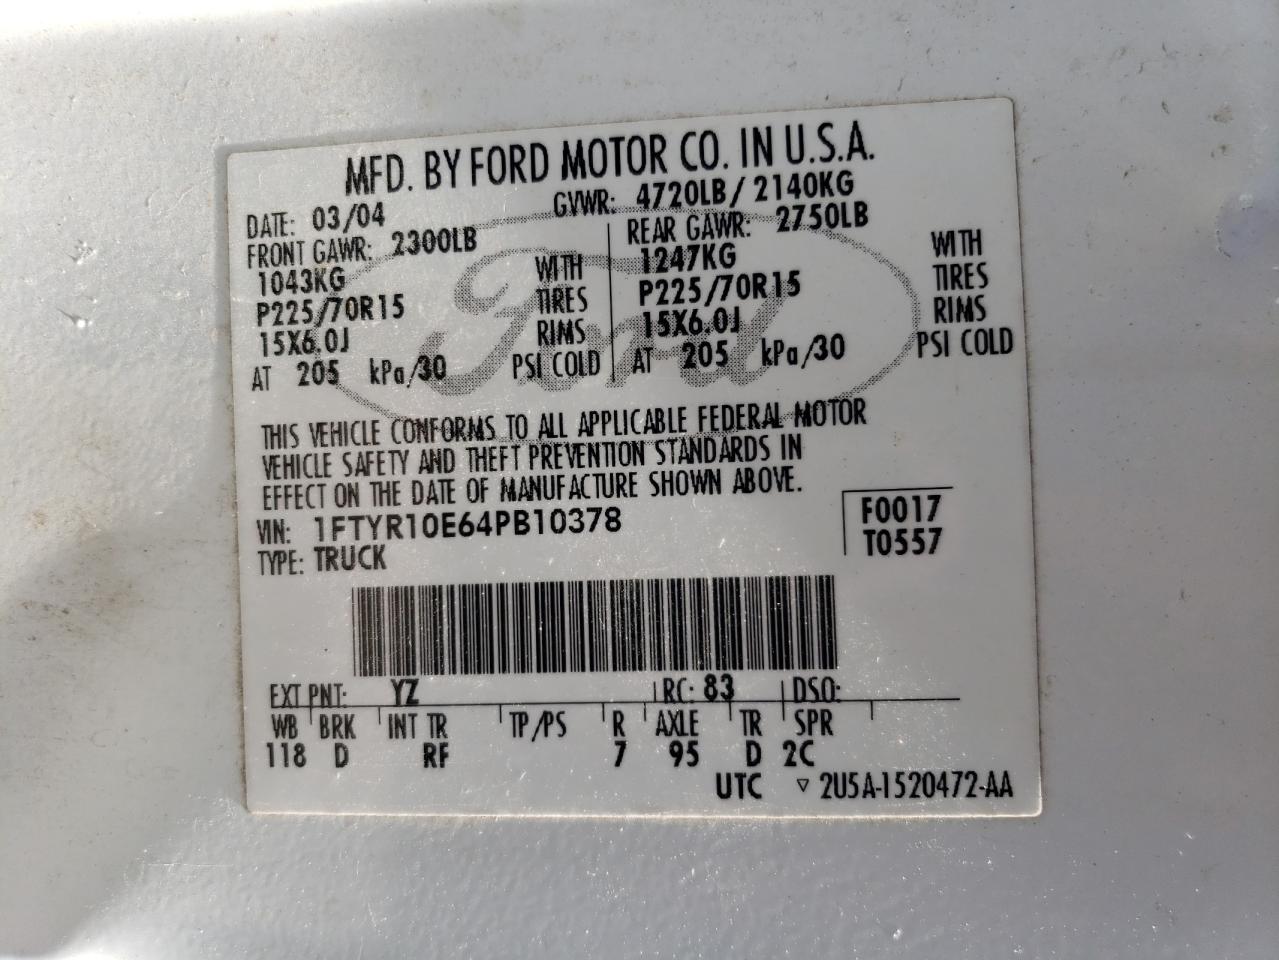 MFD. BY FORD MOTOR CO. IN U.S.A.
DATE: 03/04 GVWR: 4720LB/ 2140KG
FRONT GAWR: 2300LB REAR GAWR: 2750LB
1043KG WITH 1247KG WITH
P225/70R15 TIRES P225/70R15 TIRES
15X6.0J RIMS 15X6.0J RIMS
AT 205 kPa/30 PSI COLD AT 205 kPa/30 PSI COLD
Ford
THIS VEHICLE CONFORMS TO ALL APPLICABLE FEDERAL MOTOR
VEHICLE SAFETY AND THEFT PREVENTION STANDARDS IN
EFFECT ON THE DATE OF MANUFACTURE SHOWN ABOVE.
VIN: 1FTYR10E64PB10378 F0017
TYPE: TRUCK T0557
EXT PNT: YZ RC: 83 DSO:
WB BRK INT TR TP/PS R AXLE TR SPR
118 D RF 7 95 D 2C
UTC ▽ 2U5A-1520472-AA